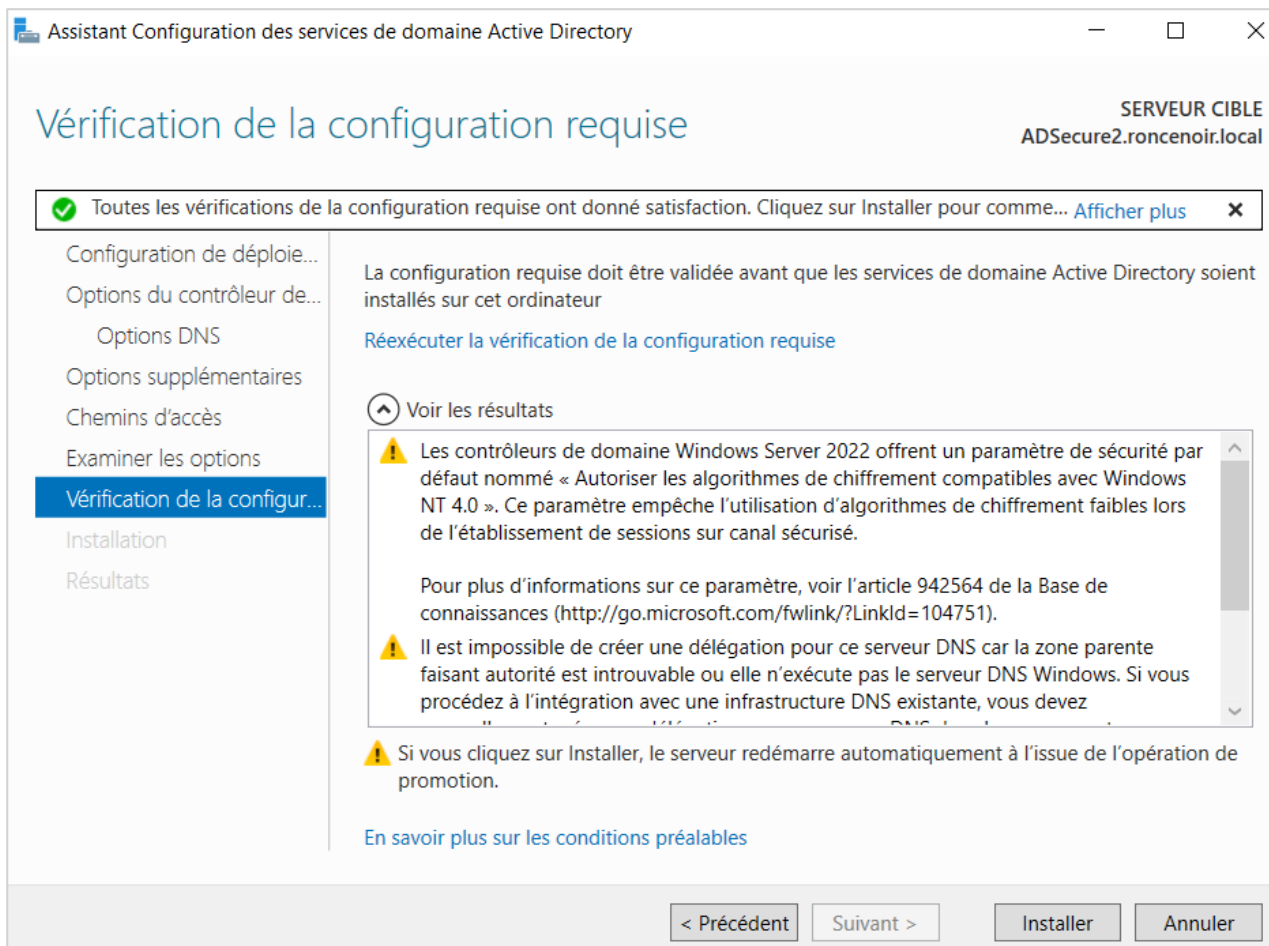 Assistant Configuration des services de domaine Active Directory
Vérification de la configuration requise
SERVEUR CIBLE
ADSecure2.roncenoir.local
Toutes les vérifications de la configuration requise ont donné satisfaction. Cliquez sur Installer pour comme... Afficher plus
Configuration de déploie...
Options du contrôleur de...
Options DNS
Options supplémentaires
Chemins d'accès
Examiner les options
Vérification de la configur...
Installation
Résultats
La configuration requise doit être validée avant que les services de domaine Active Directory soient
installés sur cet ordinateur
Réexécuter la vérification de la configuration requise
Voir les résultats
Les contrôleurs de domaine Windows Server 2022 offrent un paramètre de sécurité par
défaut nommé « Autoriser les algorithmes de chiffrement compatibles avec Windows
NT 4.0 ». Ce paramètre empêche l'utilisation d'algorithmes de chiffrement faibles lors
de l'établissement de sessions sur canal sécurisé.
Pour plus d'informations sur ce paramètre, voir l'article 942564 de la Base de
connaissances (http://go.microsoft.com/fwlink/?LinkId=104751).
Il est impossible de créer une délégation pour ce serveur DNS car la zone parente
faisant autorité est introuvable ou elle n'exécute pas le serveur DNS Windows. Si vous
procédez à l'intégration avec une infrastructure DNS existante, vous devez
Si vous cliquez sur Installer, le serveur redémarre automatiquement à l'issue de l'opération de
promotion.
En savoir plus sur les conditions préalables
< Précédent
Suivant >
Installer
Annuler